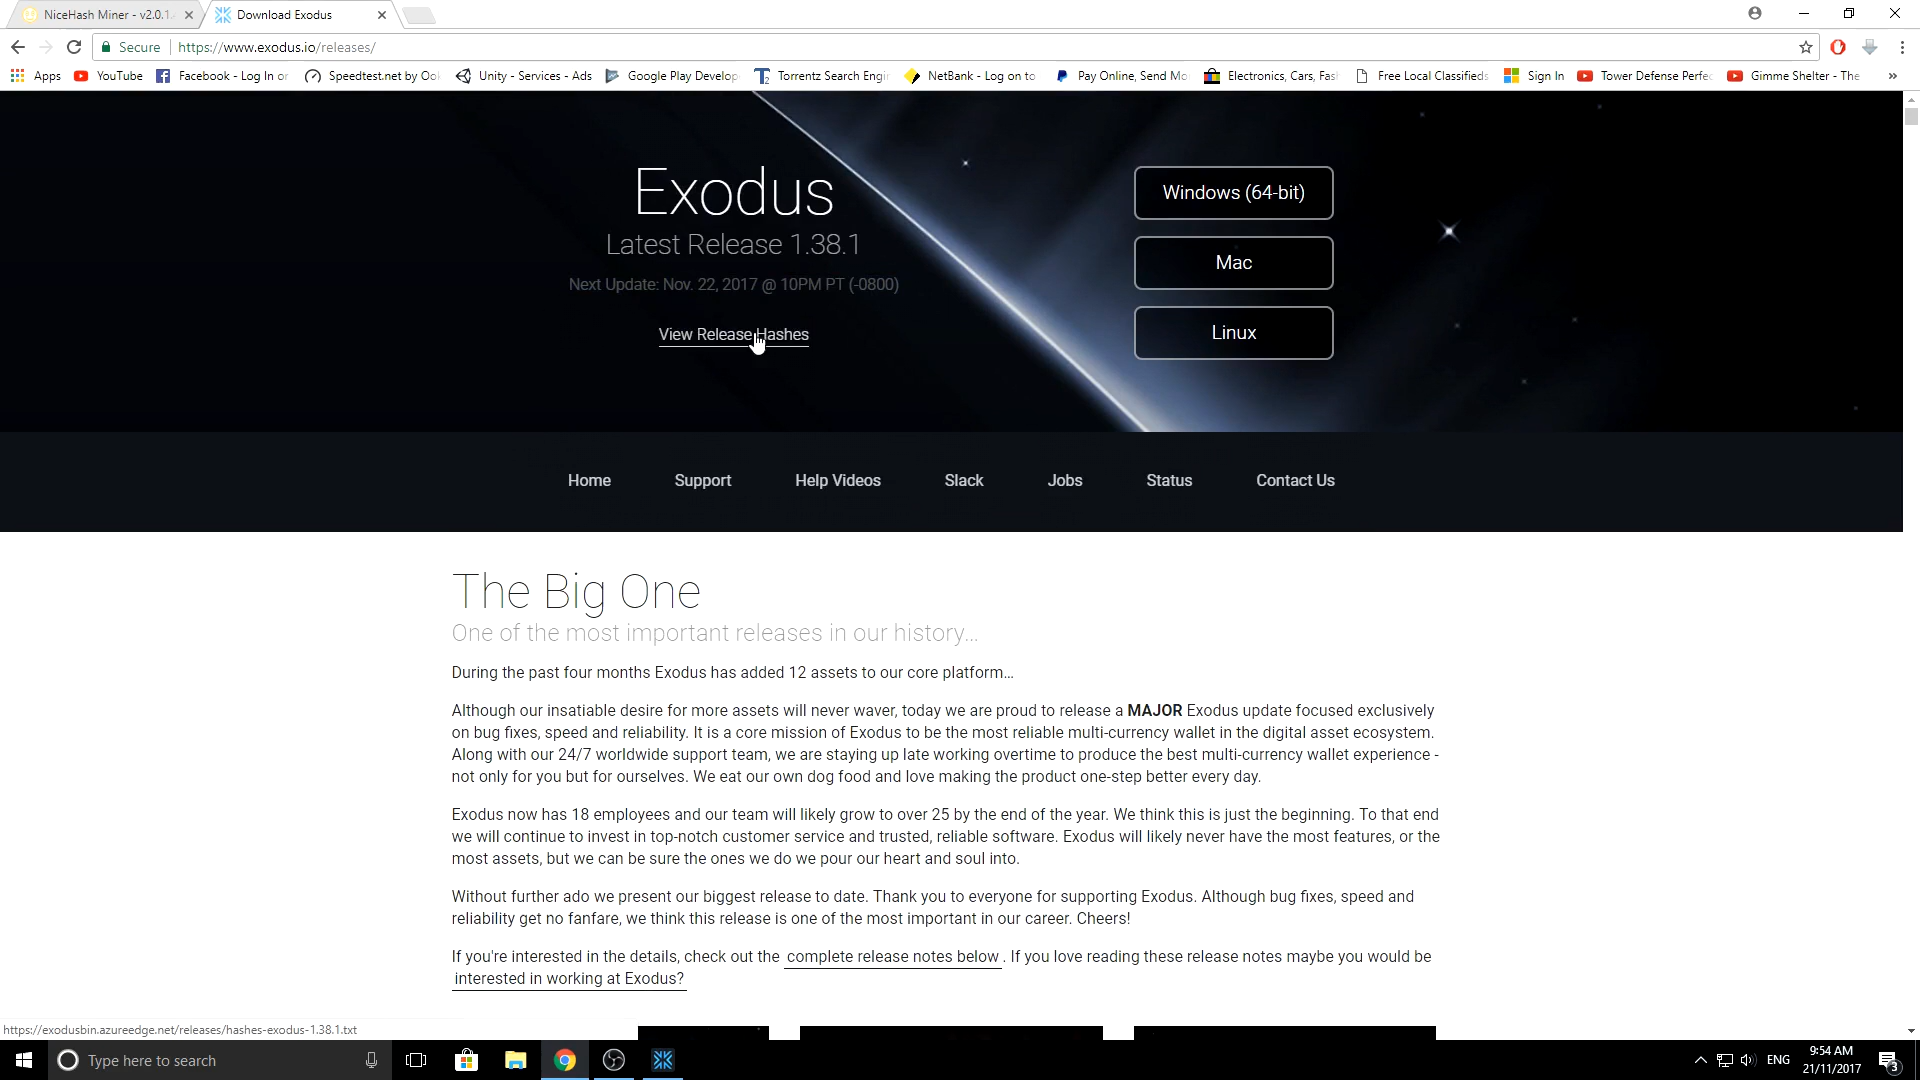 NiceHash Miner - v2.0.1.
Download Exodus
Secure
https://www.exodus.io/releases/
Apps
YouTube
Facebook - Log In or
Speedtest.net by Ook
Unity - Services - Ads
Google Play Develop
Torrentz Search Engin
NetBank - Log on to
Pay Online, Send Mo
Electronics, Cars, Fash
Free Local Classifieds
Sign In
Tower Defense Perfec
Gimme Shelter - The
»
Exodus
Latest Release 1.38.1
Next Update: Nov. 22, 2017 @ 10PM PT (-0800)
View Release Hashes
Windows (64-bit)
Mac
Linux
Home Support Help Videos Slack Jobs Status Contact Us
The Big One
One of the most important releases in our history...
During the past four months Exodus has added 12 assets to our core platform...
Although our insatiable desire for more assets will never waver, today we are proud to release a MAJOR Exodus update focused exclusively
on bug fixes, speed and reliability. It is a core mission of Exodus to be the most reliable multi-currency wallet in the digital asset ecosystem.
Along with our 24/7 worldwide support team, we are staying up late working overtime to produce the best multi-currency wallet experience -
not only for you but for ourselves. We eat our own dog food and love making the product one-step better every day.
Exodus now has 18 employees and our team will likely grow to over 25 by the end of the year. We think this is just the beginning. To that end
we will continue to invest in top-notch customer service and trusted, reliable software. Exodus will likely never have the most features, or the
most assets, but we can be sure the ones we do we pour our heart and soul into.
Without further ado we present our biggest release to date. Thank you to everyone for supporting Exodus. Although bug fixes, speed and
reliability get no fanfare, we think this release is one of the most important in our career. Cheers!
If you're interested in the details, check out the complete release notes below . If you love reading these release notes maybe you would be
interested in working at Exodus?
https://exodusbin.azureedge.net/releases/hashes-exodus-1.38.1.txt
Type here to search
ENG
9:54 AM
21/11/2017
3